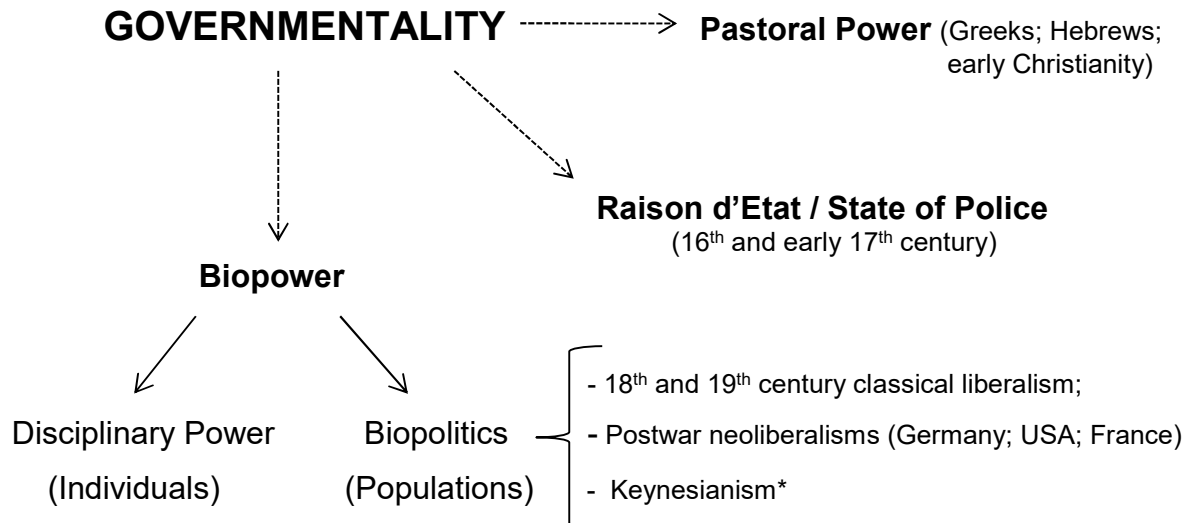 GOVERNMENTALITY
Pastoral Power (Greeks; Hebrews;
early Christianity)
Raison d’Etat / State of Police
(16th and early 17th century)
Biopower
Disciplinary Power
(Individuals)
Biopolitics
(Populations)
- 18th and 19th century classical liberalism;
- Postwar neoliberalisms (Germany; USA; France)
- Keynesianism*